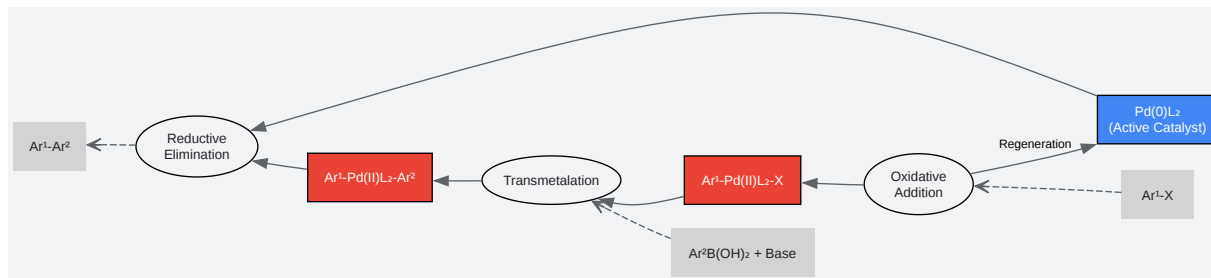 Pd(0)L₂
(Active Catalyst)
Regeneration
Ar¹-Ar²
Reductive
Elimination
Ar¹-Pd(II)L₂-Ar²
Transmetalation
Ar¹-Pd(II)L₂-X
Oxidative
Addition
Ar¹-X
Ar²B(OH)₂ + Base